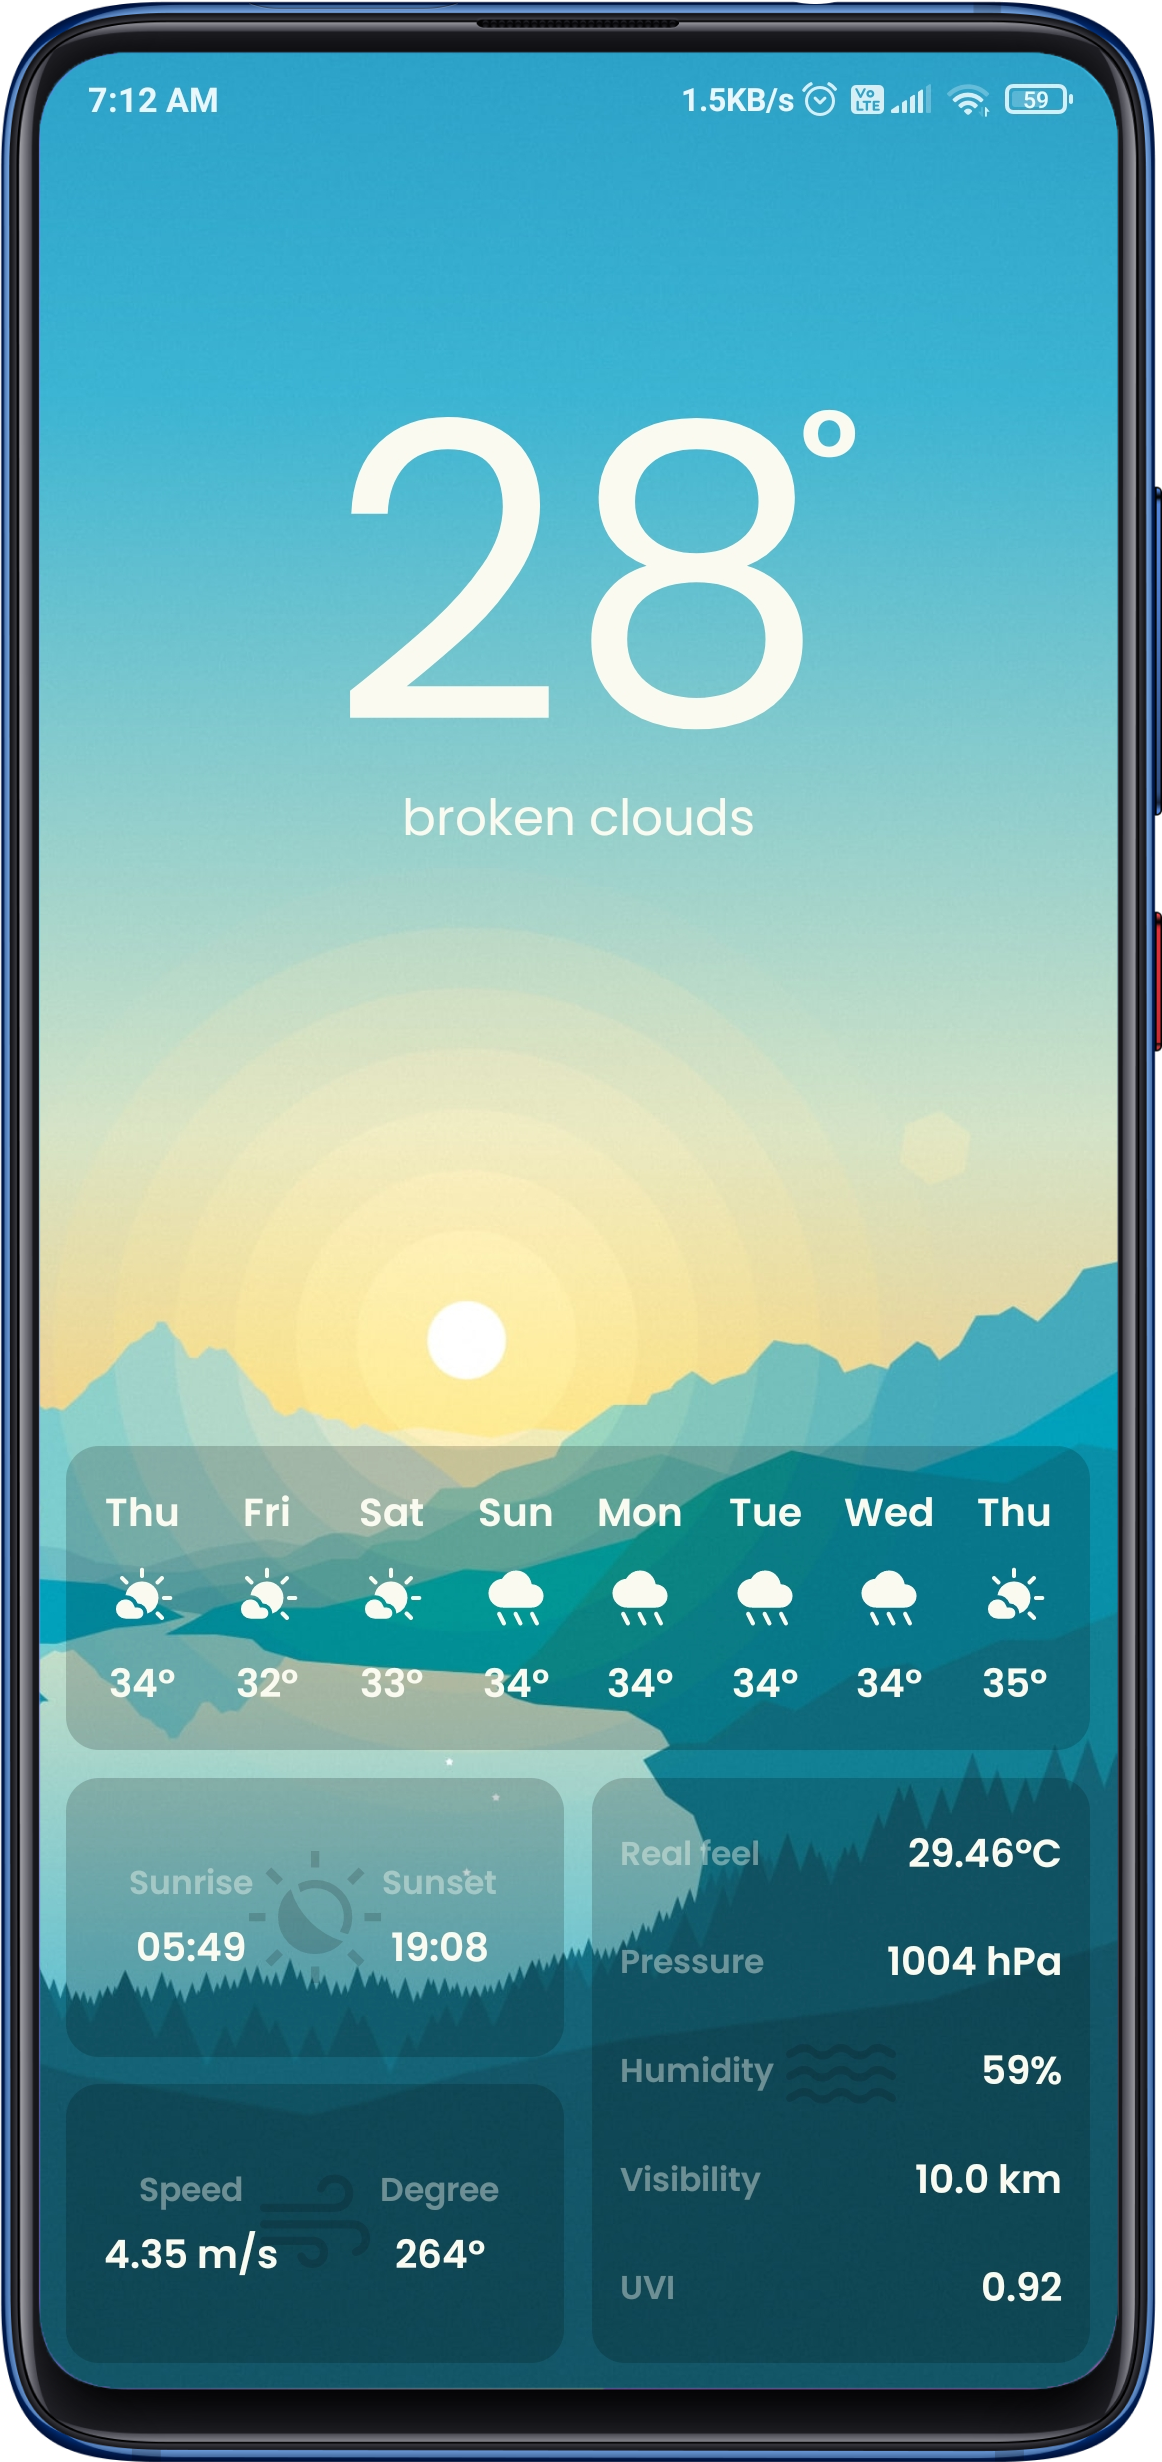 7:12 AM 1.5KB/s Vo LTE 59
28°
broken clouds
Thu Fri Sat Sun Mon Tue Wed Thu
34° 32° 33° 34° 34° 34° 34° 35°
Sunrise Sunset
05:49 19:08
Speed Degree
4.35 m/s 264°
Real feel 29.46°C
Pressure 1004 hPa
Humidity 59%
Visibility 10.0 km
UVI 0.92